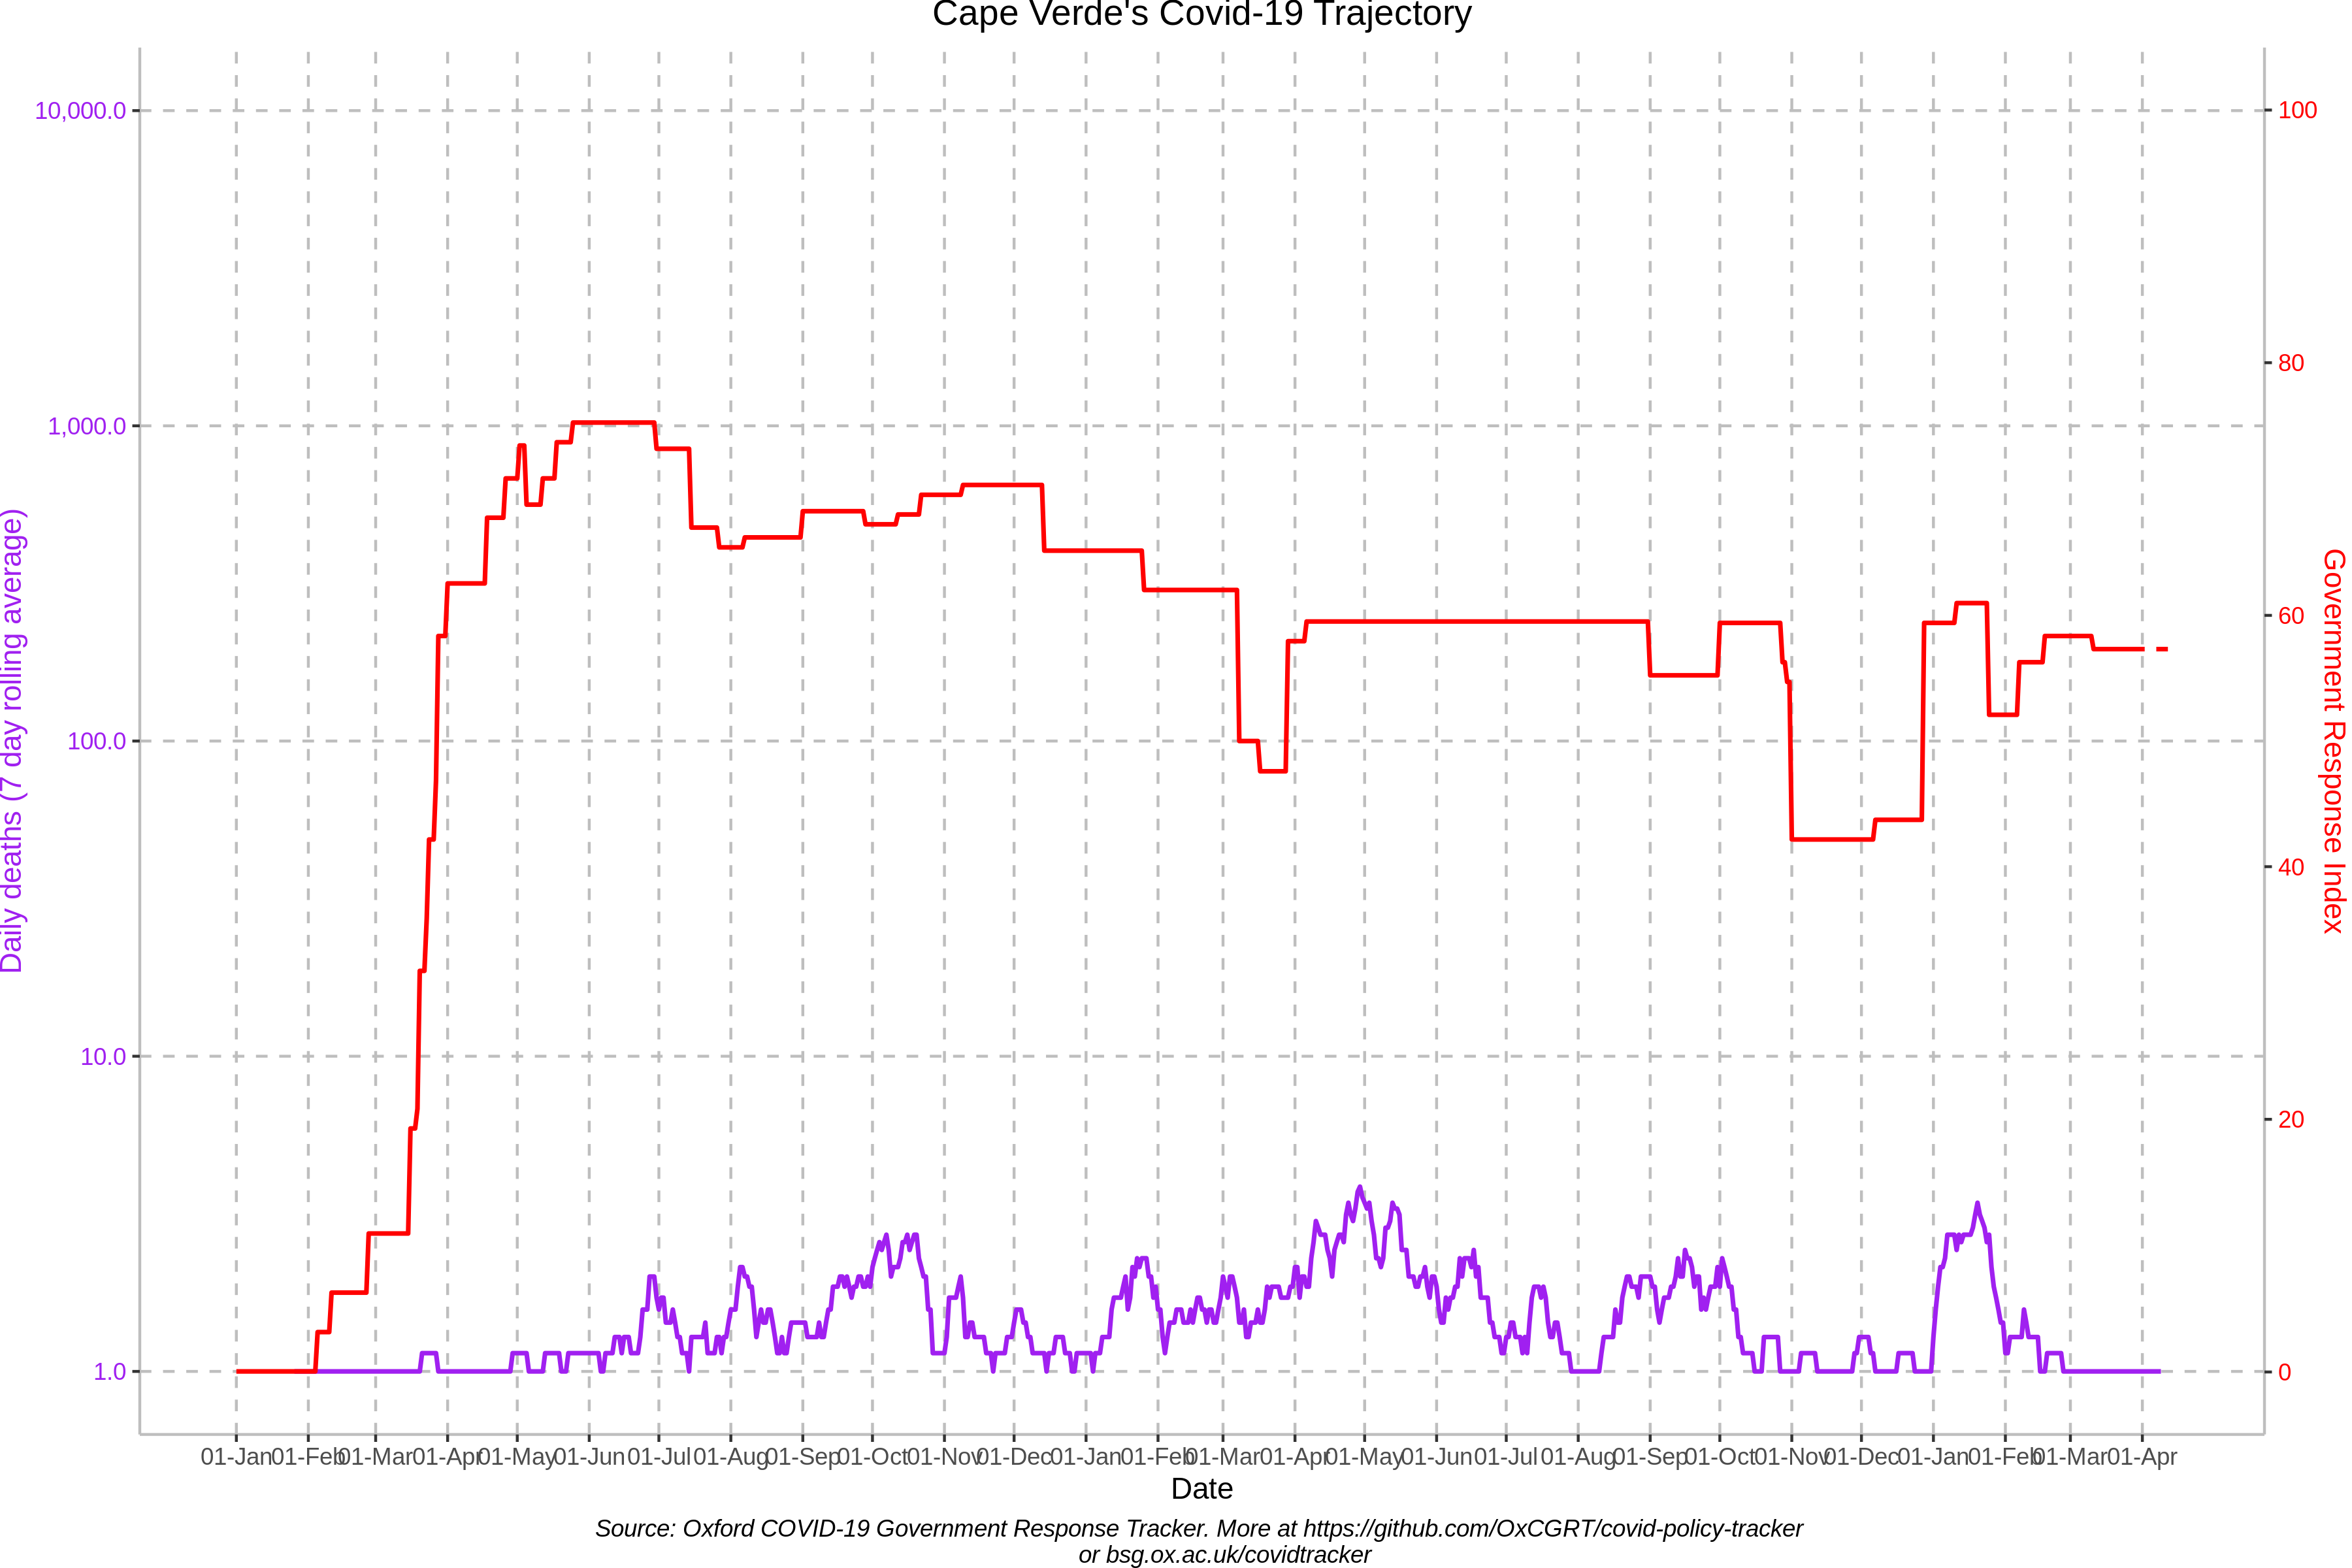 Cape Verde's Covid-19 Trajectory
10,000.0
1,000.0
100.0
10.0
1.0
Daily deaths (7 day rolling average)
100
80
60
40
20
0
Government Response Index
01-Jan 01-Feb 01-Mar 01-Apr 01-May 01-Jun 01-Jul 01-Aug 01-Sep 01-Oct 01-Nov 01-Dec 01-Jan 01-Feb 01-Mar 01-Apr 01-May 01-Jun 01-Jul 01-Aug 01-Sep 01-Oct 01-Nov 01-Dec 01-Jan 01-Feb 01-Mar 01-Apr
Date
Source: Oxford COVID-19 Government Response Tracker. More at https://github.com/OxCGRT/covid-policy-tracker
or bsg.ox.ac.uk/covidtracker